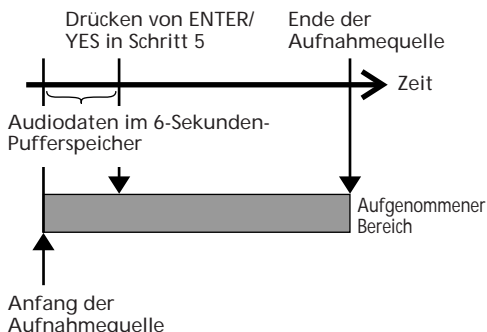 Drücken von ENTER/
YES in Schritt 5
Ende der
Aufnahmequelle
Zeit
Audiodaten im 6-Sekunden-
Pufferspeicher
Aufgenommener
Bereich
Anfang der
Aufnahmequelle